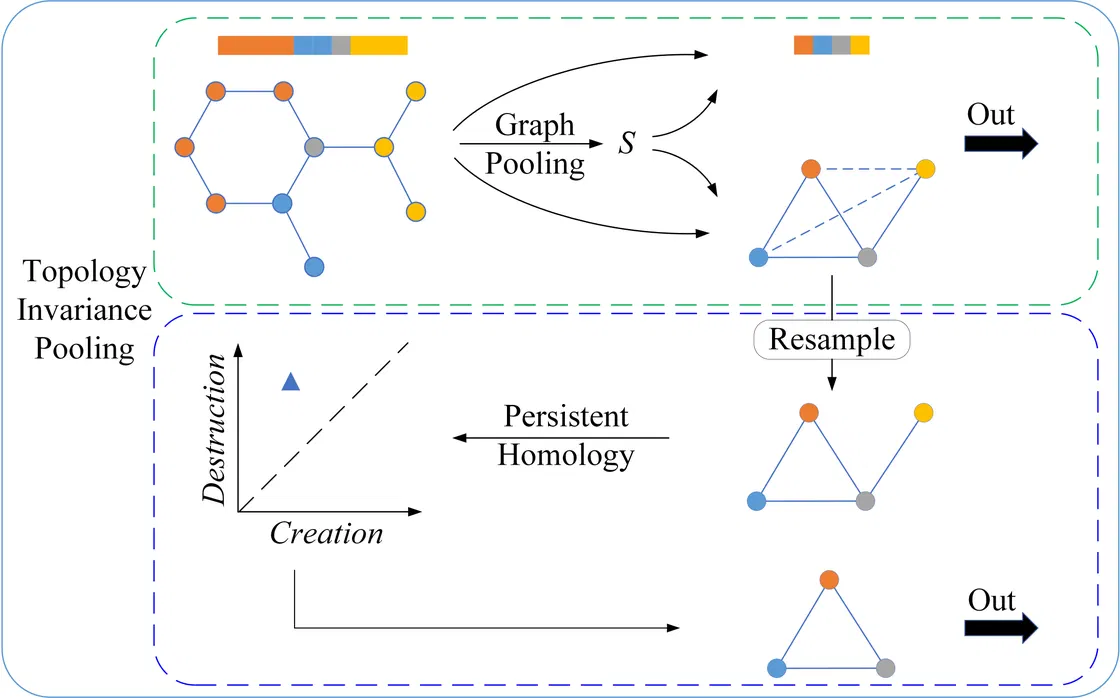 Topology
Invariance
Pooling
Graph
Pooling
S
Out
Resample
Destruction
Creation
Persistent
Homology
Out